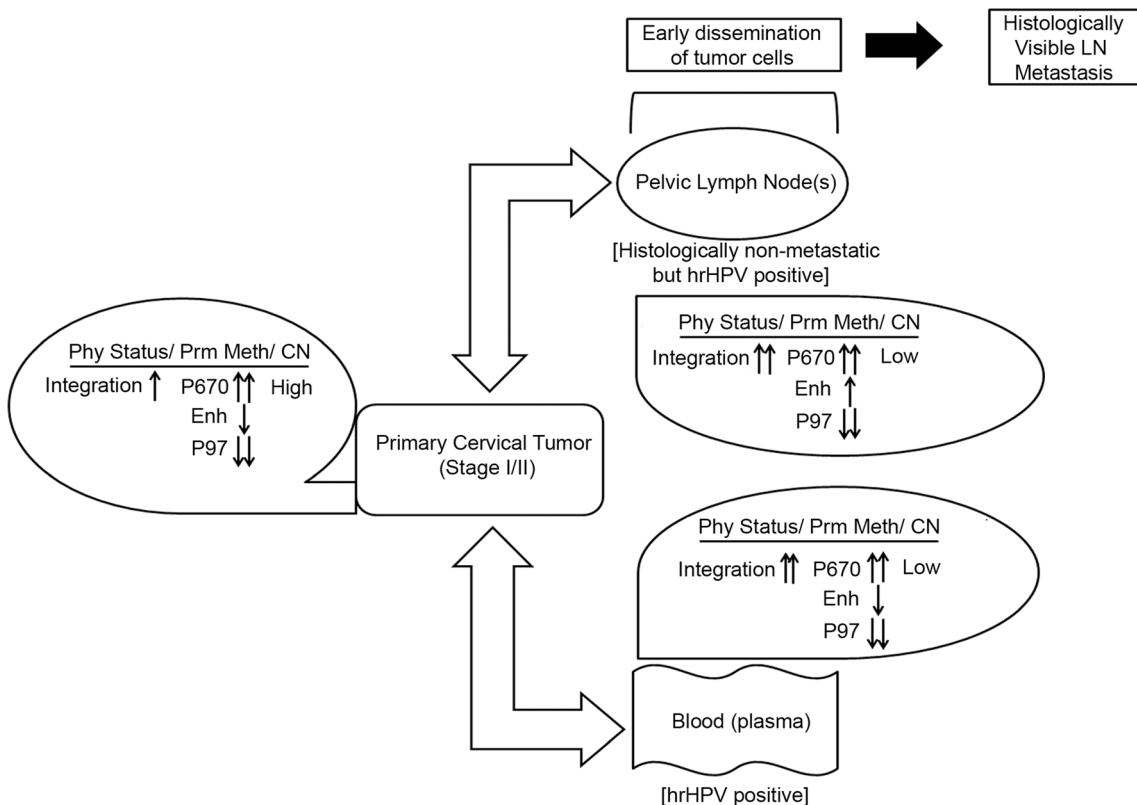 Early dissemination
of tumor cells
Histologically
Visible LN
Metastasis
Pelvic Lymph Node(s)
[Histologically non-metastatic
but hrHPV positive]
Phy Status/ Prm Meth/ CN
Integration ↑↑ P670 ↑↑ Low
Enh ↑
P97 ↓↓
Phy Status/ Prm Meth/ CN
Integration ↑ P670 ↑↑ High
Enh ↓
P97 ↓↓
Primary Cervical Tumor
(Stage I/II)
Phy Status/ Prm Meth/ CN
Integration ↑↑ P670 ↑↑ Low
Enh ↓
P97 ↓↓
Blood (plasma)
[hrHPV positive]